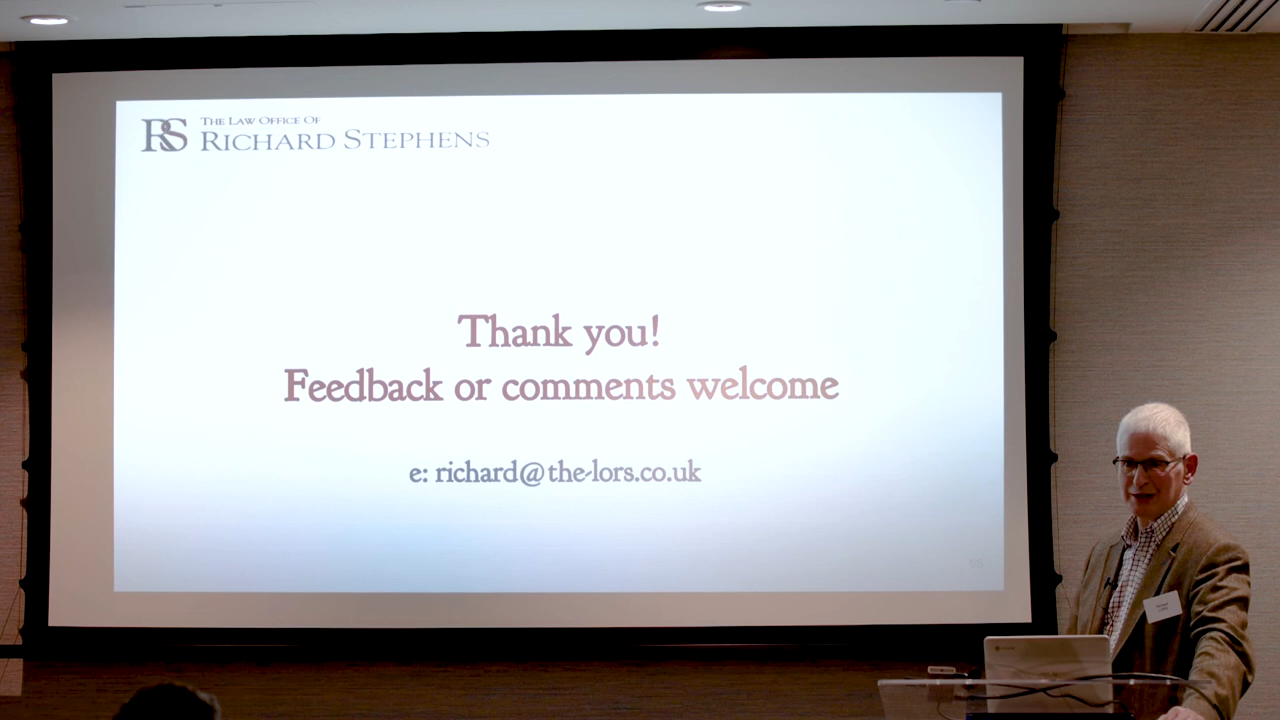 RS
THE LAW OFFICE OF
RICHARD STEPHENS
Thank you!
Feedback or comments welcome
e: richard@the-lors.co.uk